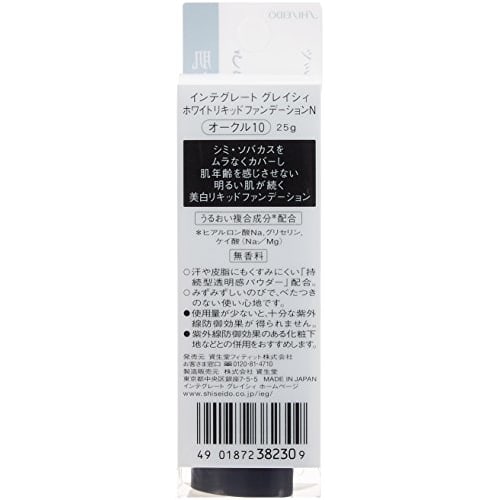 SHISEIDO
インテグレート グレイシィ
ホワイトリキッドファンデーションN
オークル10 25g
シミ・ソバカスを
ムラなくカバーし
肌年齢を感じさせない
明るい肌が続く
美白リキッドファンデーション
うるおい複合成分*配合
*ヒアルロン酸Na、グリセリン、
ケイ酸(Na/Mg)
無香料
○汗や皮脂にもくすみにくい「持
続型透明感パウダー」配合。
○みずみずしいのびで、べたつき
のない使い心地です。
●使用量が少ないと、十分な紫外
線防御効果が得られません。
●紫外線防御効果のある化粧下
地などとの併用をおすすめします。
発売元 資生堂フィティット株式会社
お客さま窓口 0120-81-4710
製造販売元 株式会社 資生堂
東京都中央区銀座7-5-5 MADE IN JAPAN
インテグレート グレイシィ ホームページ
www.shiseido.co.jp/ieg/
4 901872 382309